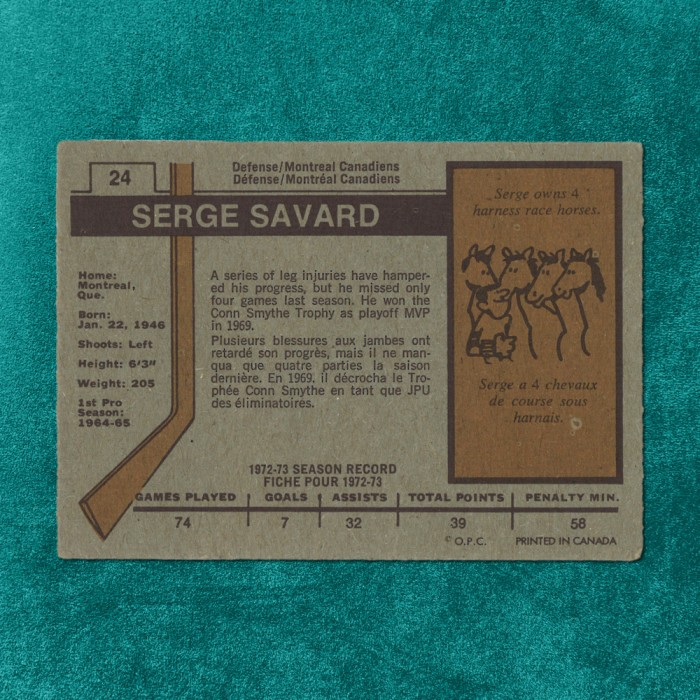 24
Defense/Montreal Canadiens
Défense/Montréal Canadiens
SERGE SAVARD
Home:
Montreal,
Que.
Born:
Jan. 22, 1946
Shoots: Left
Height: 6'3"
Weight: 205
1st Pro
Season:
1964-65
A series of leg injuries have hamper-
ed his progress, but he missed only
four games last season. He won the
Conn Smythe Trophy as playoff MVP
in 1969.
Plusieurs blessures aux jambes ont
retardé son progrès, mais il ne man-
qua que quatre parties la saison
dernière. En 1969, il décrocha le Tro-
phée Conn Smythe en tant que JPU
des éliminatoires.
Serge owns 4
harness race horses.
Serge a 4 chevaux
de course sous
harnais.
1972-73 SEASON RECORD
FICHE POUR 1972-73
GAMES PLAYED GOALS ASSISTS TOTAL POINTS PENALTY MIN.
74 7 32 39 58
© O.P.C. PRINTED IN CANADA